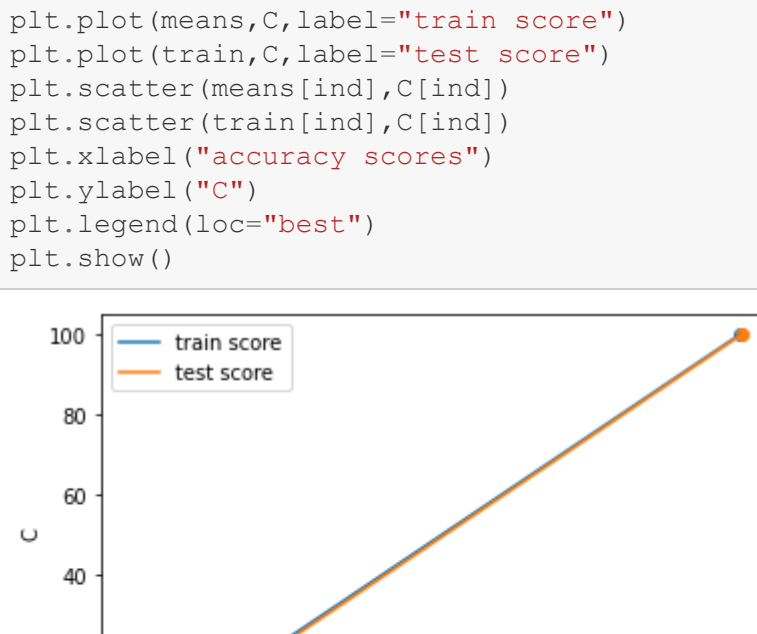 plt.plot(means,C,label="train score")
plt.plot(train,C,label="test score")
plt.scatter(means[ind],C[ind])
plt.scatter(train[ind],C[ind])
plt.xlabel("accuracy scores")
plt.ylabel("C")
plt.legend(loc="best")
plt.show()
100
train score
test score
80
60
C
40